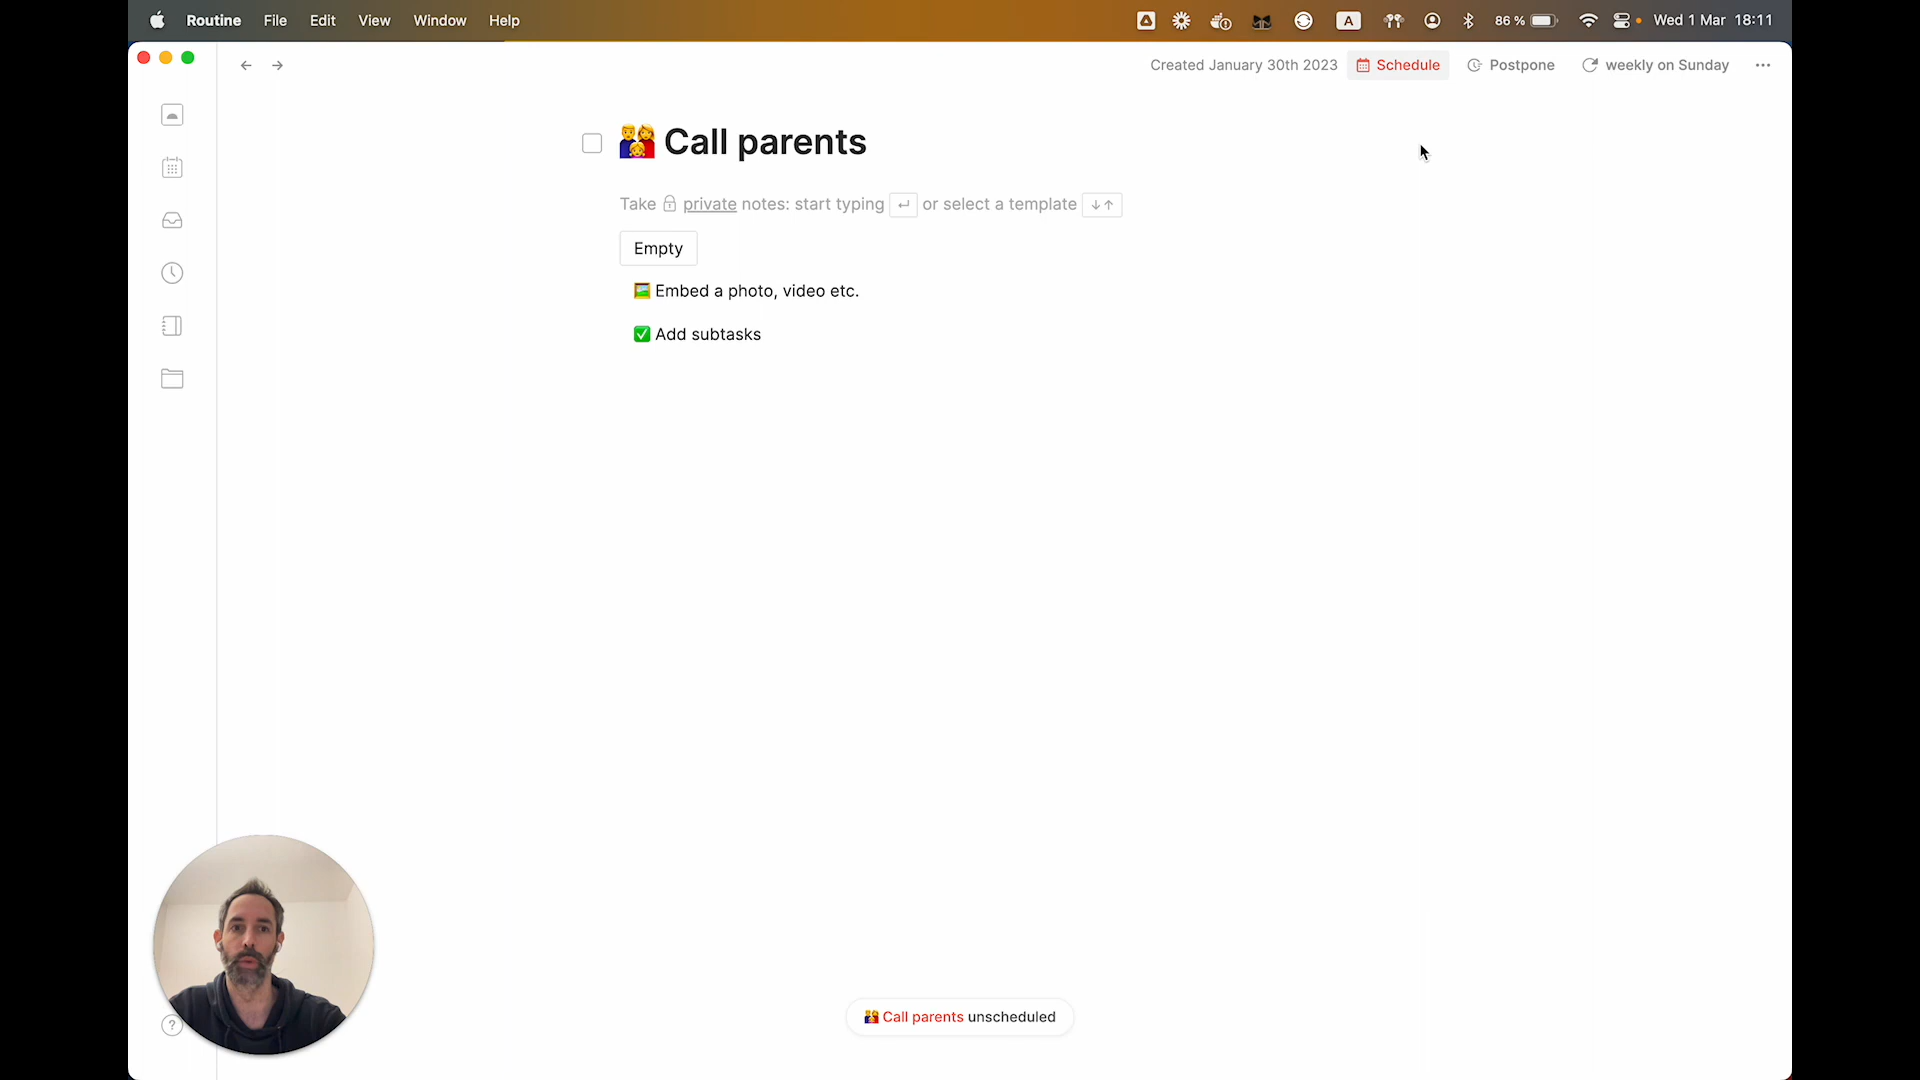 Routine File Edit View Window Help A 86 % Wed 1 Mar 18:11
Created January 30th 2023 Schedule Postpone weekly on Sunday
Call parents
Take private notes: start typing or select a template
Empty
Embed a photo, video etc.
Add subtasks
Call parents unscheduled
?